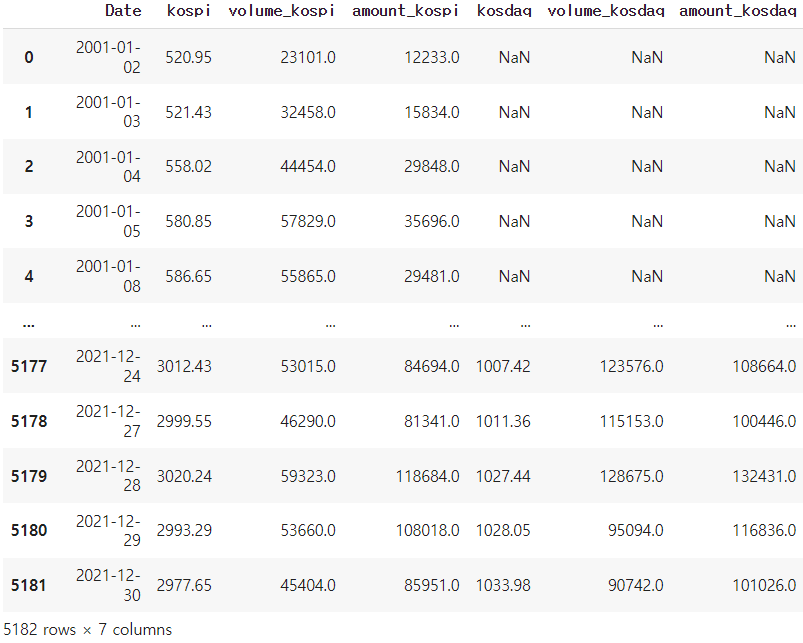 Date kospi volume_kospi amount_kospi kosdaq volume_kosdaq amount_kosdaq
0 2001-01-02 520.95 23101.0 12233.0 NaN NaN NaN
1 2001-01-03 521.43 32458.0 15834.0 NaN NaN NaN
2 2001-01-04 558.02 44454.0 29848.0 NaN NaN NaN
3 2001-01-05 580.85 57829.0 35696.0 NaN NaN NaN
4 2001-01-08 586.65 55865.0 29481.0 NaN NaN NaN
... ... ... ... ... ... ... ...
5177 2021-12-24 3012.43 53015.0 84694.0 1007.42 123576.0 108664.0
5178 2021-12-27 2999.55 46290.0 81341.0 1011.36 115153.0 100446.0
5179 2021-12-28 3020.24 59323.0 118684.0 1027.44 128675.0 132431.0
5180 2021-12-29 2993.29 53660.0 108018.0 1028.05 95094.0 116836.0
5181 2021-12-30 2977.65 45404.0 85951.0 1033.98 90742.0 101026.0
5182 rows × 7 columns